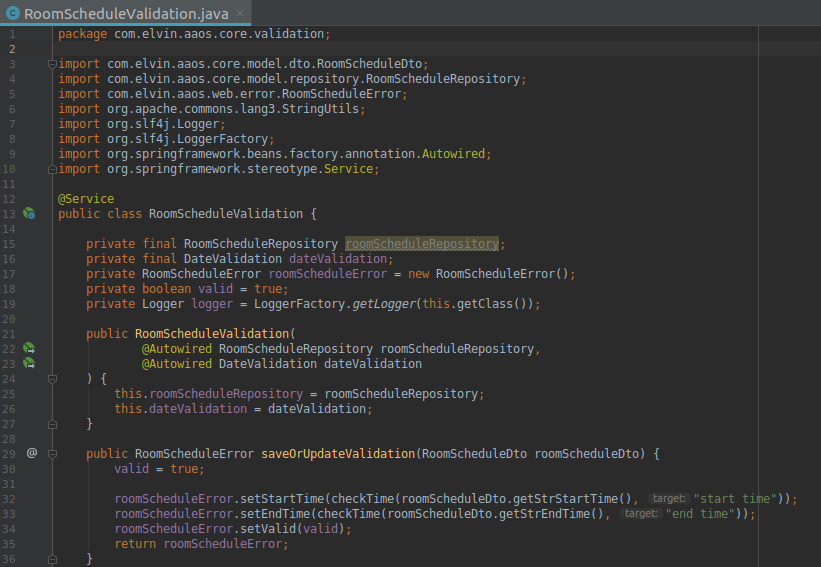 RoomScheduleValidation.java
1 package com.elvin.aaos.core.validation;
2
3 import com.elvin.aaos.core.model.dto.RoomScheduleDto;
4 import com.elvin.aaos.core.model.repository.RoomScheduleRepository;
5 import com.elvin.aaos.web.error.RoomScheduleError;
6 import org.apache.commons.lang3.StringUtils;
7 import org.slf4j.Logger;
8 import org.slf4j.LoggerFactory;
9 import org.springframework.beans.factory.annotation.Autowired;
10 import org.springframework.stereotype.Service;
11
12 @Service
13 public class RoomScheduleValidation {
14
15 private final RoomScheduleRepository roomScheduleRepository;
16 private final DateValidation dateValidation;
17 private RoomScheduleError roomScheduleError = new RoomScheduleError();
18 private boolean valid = true;
19 private Logger logger = LoggerFactory.getLogger(this.getClass());
20
21 public RoomScheduleValidation(
22 @Autowired RoomScheduleRepository roomScheduleRepository,
23 @Autowired DateValidation dateValidation
24 ) {
25 this.roomScheduleRepository = roomScheduleRepository;
26 this.dateValidation = dateValidation;
27 }
28
29 @ public RoomScheduleError saveOrUpdateValidation(RoomScheduleDto roomScheduleDto) {
30 valid = true;
31
32 roomScheduleError.setStartTime(checkTime(roomScheduleDto.getStrStartTime(), target: "start time"));
33 roomScheduleError.setEndTime(checkTime(roomScheduleDto.getStrEndTime(), target: "end time"));
34 roomScheduleError.setValid(valid);
35 return roomScheduleError;
36 }